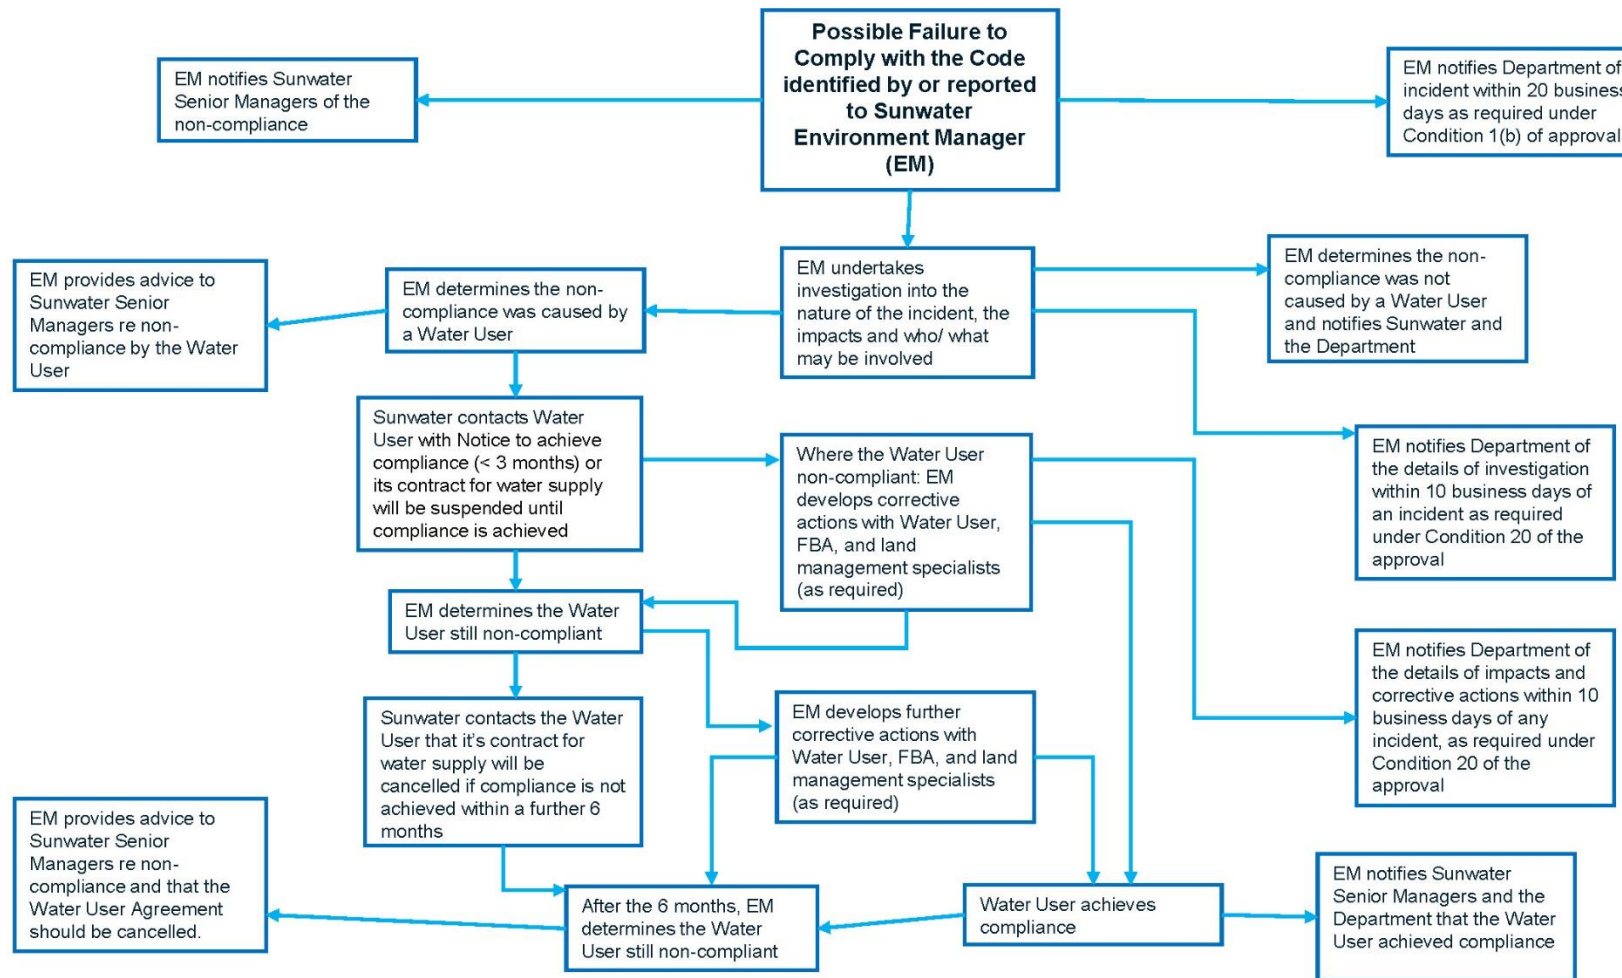 Possible Failure to
Comply with the Code
identified by or reported
to Sunwater
Environment Manager
(EM)
EM notifies Sunwater
Senior Managers of the
non-compliance
EM notifies Department of
incident within 20 business
days as required under
Condition 1(b) of approval
EM provides advice to
Sunwater Senior
Managers re non-
compliance by the Water
User
EM determines the non-
compliance was caused by
a Water User
EM undertakes
investigation into the
nature of the incident, the
impacts and who/ what
may be involved
EM determines the non-
compliance was not
caused by a Water User
and notifies Sunwater and
the Department
Sunwater contacts Water
User with Notice to achieve
compliance (< 3 months) or
its contract for water supply
will be suspended until
compliance is achieved
Where the Water User
non-compliant: EM
develops corrective
actions with Water User,
FBA, and land
management specialists
(as required)
EM notifies Department of
the details of investigation
within 10 business days of
an incident as required
under Condition 20 of the
approval
EM determines the Water
User still non-compliant
EM notifies Department of
the details of impacts and
corrective actions within 10
business days of any
incident, as required under
Condition 20 of the
approval
Sunwater contacts the Water
User that it’s contract for
water supply will be
cancelled if compliance is not
achieved within a further 6
months
EM develops further
corrective actions with
Water User, FBA, and land
management specialists
(as required)
EM provides advice to
Sunwater Senior
Managers re non-
compliance and that the
Water User Agreement
should be cancelled.
After the 6 months, EM
determines the Water
User still non-compliant
Water User achieves
compliance
EM notifies Sunwater
Senior Managers and the
Department that the Water
User achieved compliance